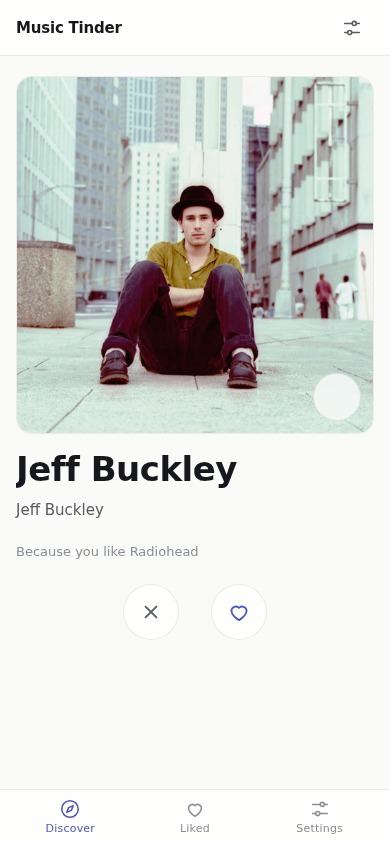 Music Tinder
Jeff Buckley
Jeff Buckley
Because you like Radiohead
Discover
Liked
Settings